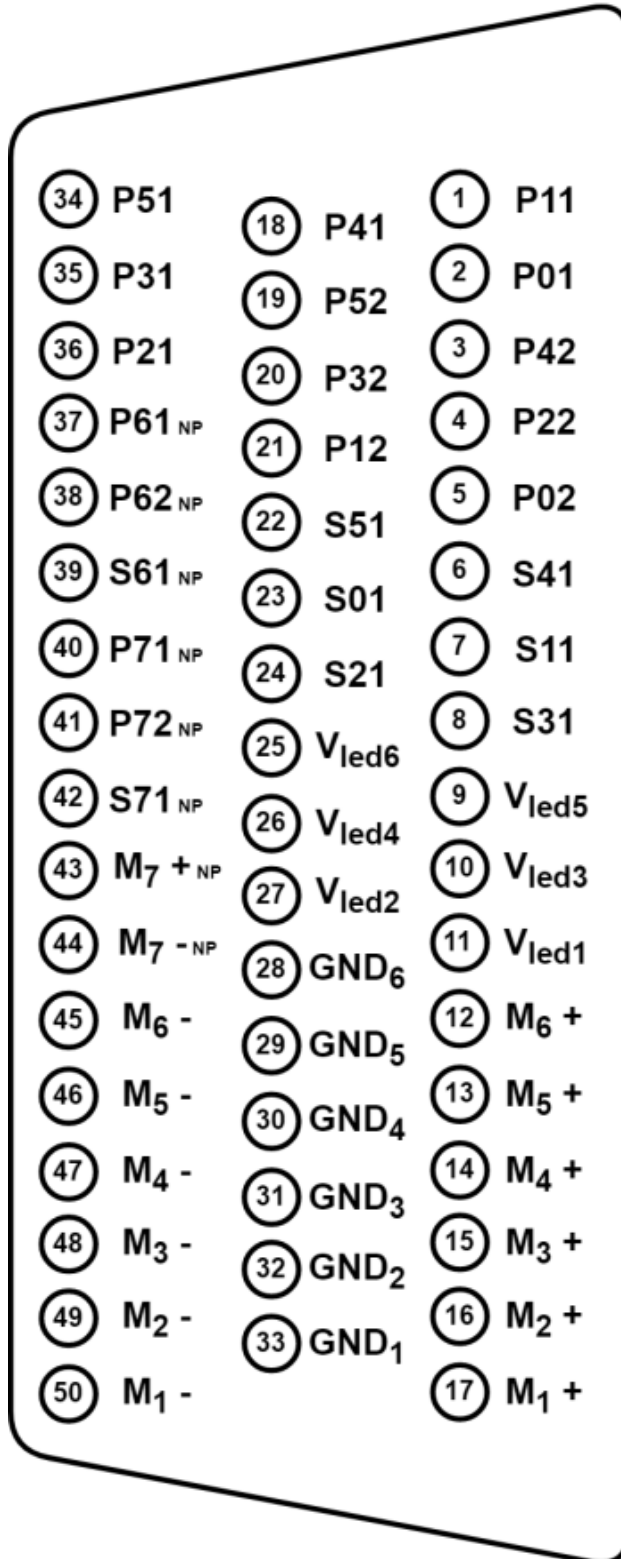 34 P51
18 P41
1 P11
35 P31
19 P52
2 P01
36 P21
20 P32
3 P42
37 P61 NP
21 P12
4 P22
38 P62 NP
22 S51
5 P02
39 S61 NP
23 S01
6 S41
40 P71 NP
24 S21
7 S11
41 P72 NP
25 Vled6
8 S31
42 S71 NP
26 Vled4
9 Vled5
43 M7 + NP
27 Vled2
10 Vled3
44 M7 - NP
28 GND6
11 Vled1
45 M6 -
29 GND5
12 M6 +
46 M5 -
30 GND4
13 M5 +
47 M4 -
31 GND3
14 M4 +
48 M3 -
32 GND2
15 M3 +
49 M2 -
33 GND1
16 M2 +
50 M1 -
17 M1 +